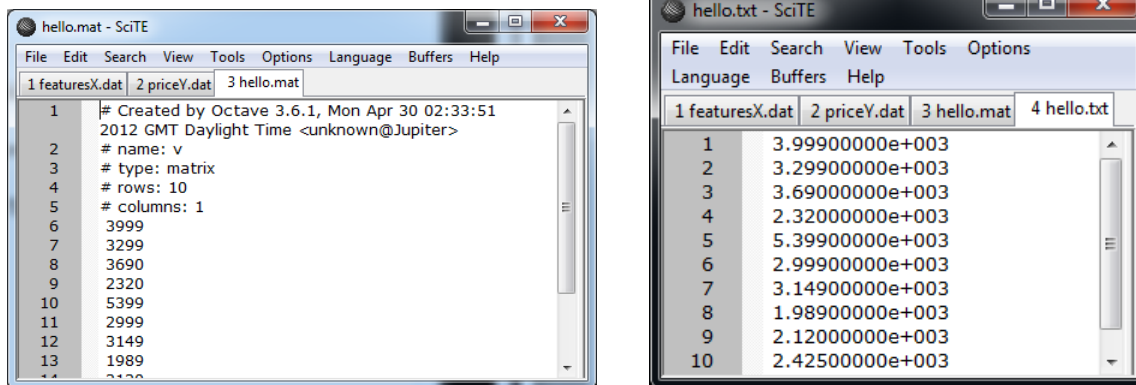 hello.mat - SciTE
File Edit Search View Tools Options Language Buffers Help
1 featuresX.dat 2 priceY.dat 3 hello.mat
1 # Created by Octave 3.6.1, Mon Apr 30 02:33:51
2012 GMT Daylight Time <unknown@Jupiter>
2 # name: v
3 # type: matrix
4 # rows: 10
5 # columns: 1
6 3999
7 3299
8 3690
9 2320
10 5399
11 2999
12 3149
13 1989
hello.txt - SciTE
File Edit Search View Tools Options
Language Buffers Help
1 featuresX.dat 2 priceY.dat 3 hello.mat 4 hello.txt
1 3.99900000e+003
2 3.29900000e+003
3 3.69000000e+003
4 2.32000000e+003
5 5.39900000e+003
6 2.99900000e+003
7 3.14900000e+003
8 1.98900000e+003
9 2.12000000e+003
10 2.42500000e+003